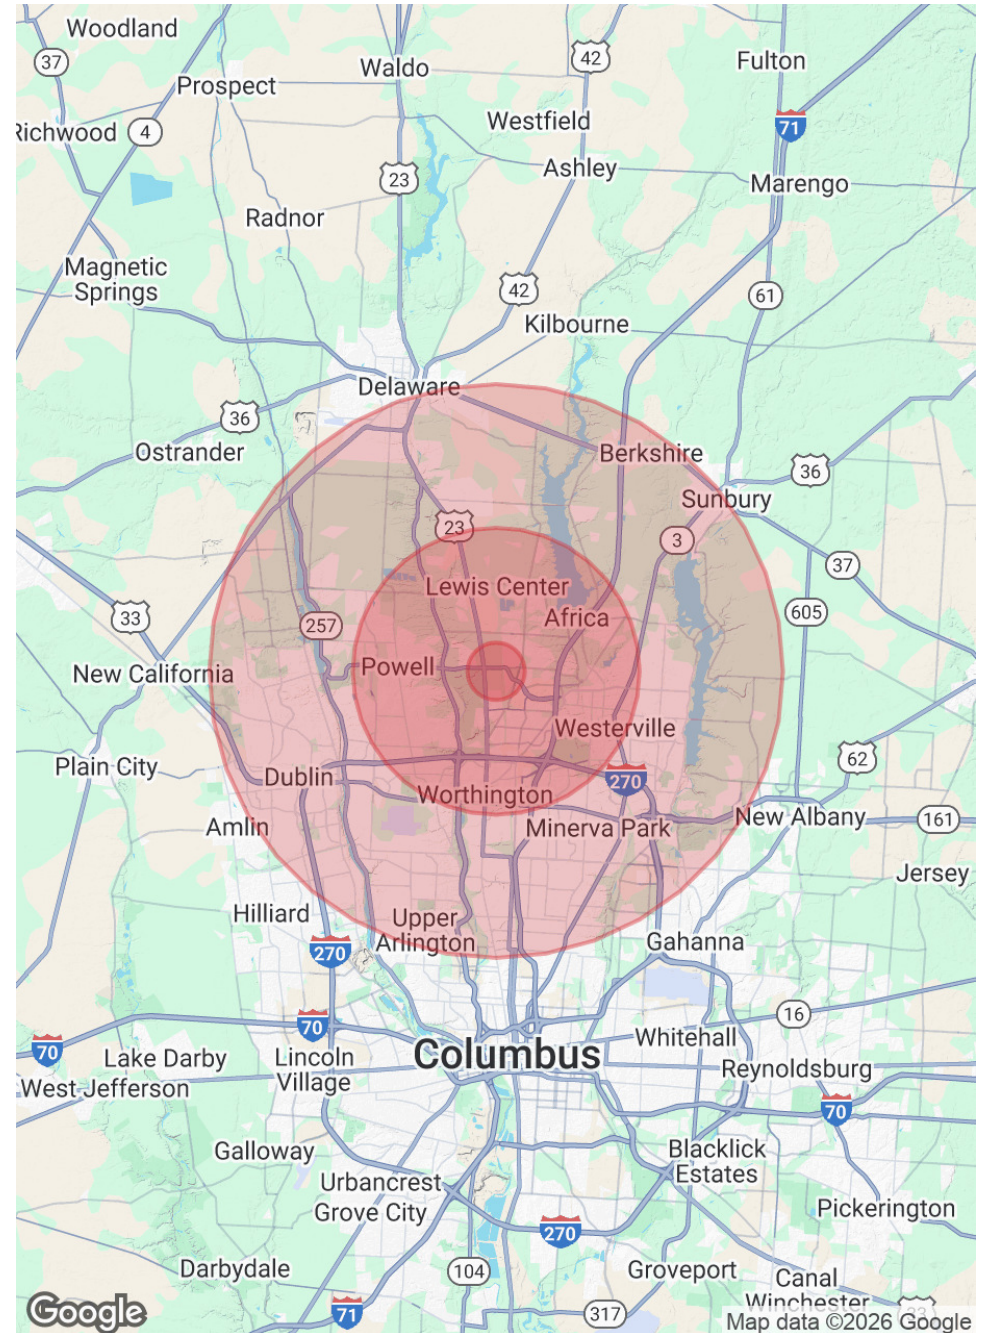 Woodland
37
Waldo
42
Fulton
Prospect
Richwood
4
Westfield
71
Ashley
23
Marengo
Radnor
Magnetic
Springs
42
61
Kilbourne
Delaware
36
Ostrander
Berkshire
36
Sunbury
23
3
37
Lewis Center
33
257
Africa
605
New California
Powell
Westerville
Plain City
62
Dublin
270
Worthington
Amlin
Minerva Park
New Albany
161
Jersey
Hilliard
Upper
Arlington
270
Gahanna
16
70
70
Whitehall
Lake Darby
Lincoln
Village
Columbus
Reynoldsburg
West Jefferson
70
Galloway
Blacklick
Estates
Urbancrest
Grove City
Pickerington
270
Darbydale
104
Groveport
Canal
Winchester
33
Google
71
317
Map data ©2026 Google